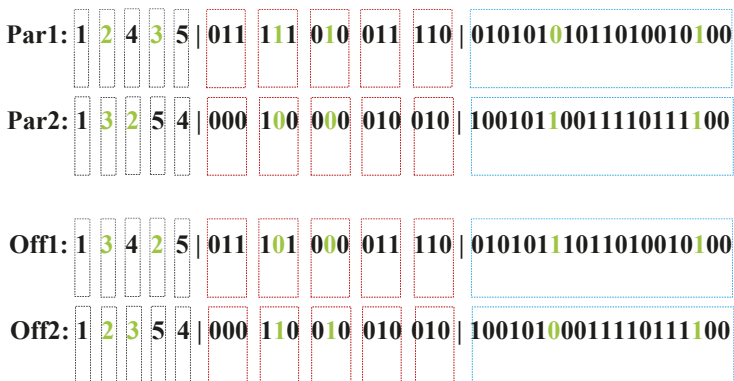 Par1: 1 2 4 3 5 | 011 111 010 011 110 | 01010101011010010100
Par2: 1 3 2 5 4 | 000 100 000 010 010 | 10010110011110111100
Off1: 1 3 4 2 5 | 011 101 000 011 110 | 01010111011010010100
Off2: 1 2 3 5 4 | 000 110 010 010 010 | 10010100011110111100